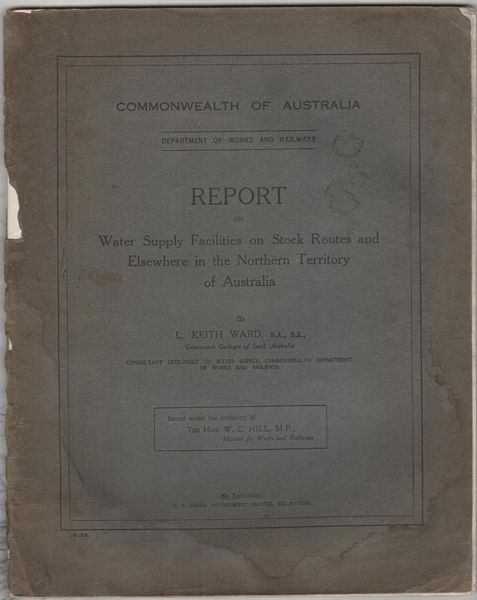 COMMONWEALTH OF AUSTRALIA
DEPARTMENT OF WORKS AND RAILWAYS
REPORT
ON
Water Supply Facilities on Stock Routes and
Elsewhere in the Northern Territory
of Australia
By
L. KEITH WARD, B.A., B.E.,
Government Geologist of South Australia
CONSULTANT GEOLOGIST ON WATER SUPPLY, COMMONWEALTH DEPARTMENT
OF WORKS AND RAILWAYS
Issued under the authority of
THE HON. W. C. HILL, M.P.,
Minister for Works and Railways
By Authority:
GOVERNMENT PRINTER, MELBOURNE.